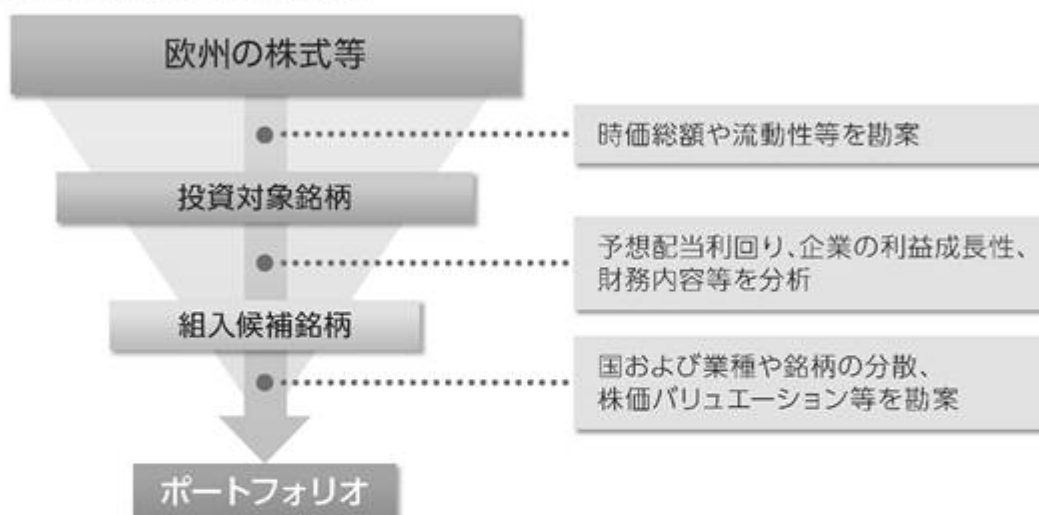 欧州の株式等
時価総額や流動性等を勘案
投資対象銘柄
予想配当利回り、企業の利益成長性、
財務内容等を分析
組入候補銘柄
国および業種や銘柄の分散、
株価バリュエーション等を勘案
ポートフォリオ